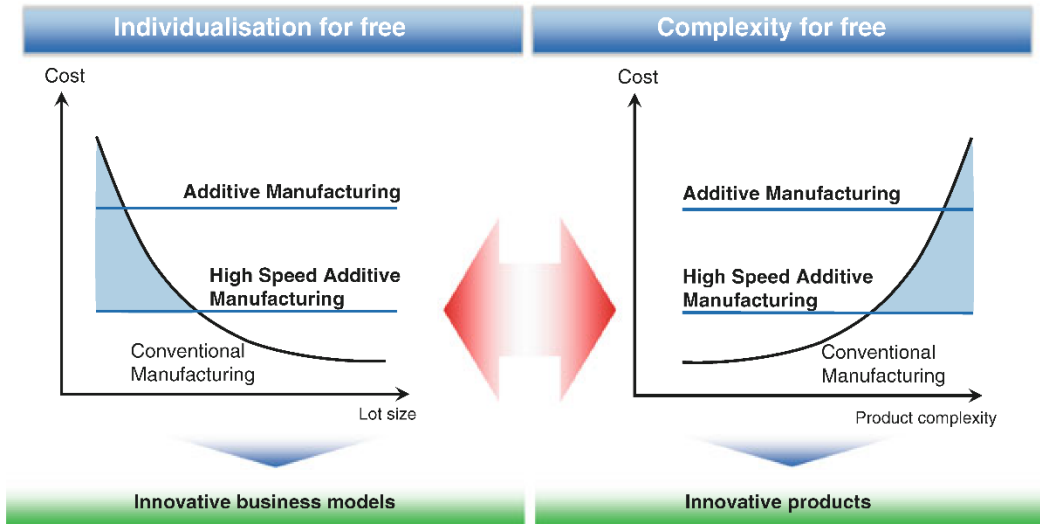 Individualisation for free
Cost
Additive Manufacturing
High Speed Additive
Manufacturing
Conventional
Manufacturing
Lot size
Innovative business models
Complexity for free
Cost
Additive Manufacturing
High Speed Additive
Manufacturing
Conventional
Manufacturing
Product complexity
Innovative products